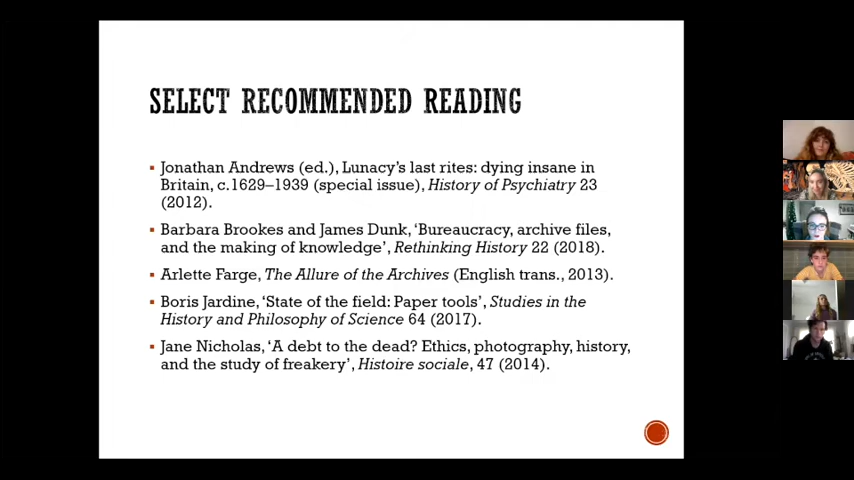 SELECT RECOMMENDED READING
▪ Jonathan Andrews (ed.), Lunacy's last rites: dying insane in
Britain, c.1629–1939 (special issue), History of Psychiatry 23
(2012).
▪ Barbara Brookes and James Dunk, ‘Bureaucracy, archive files,
and the making of knowledge’, Rethinking History 22 (2018).
▪ Arlette Farge, The Allure of the Archives (English trans., 2013).
▪ Boris Jardine, ‘State of the field: Paper tools’, Studies in the
History and Philosophy of Science 64 (2017).
▪ Jane Nicholas, ‘A debt to the dead? Ethics, photography, history,
and the study of freakery’, Histoire sociale, 47 (2014).